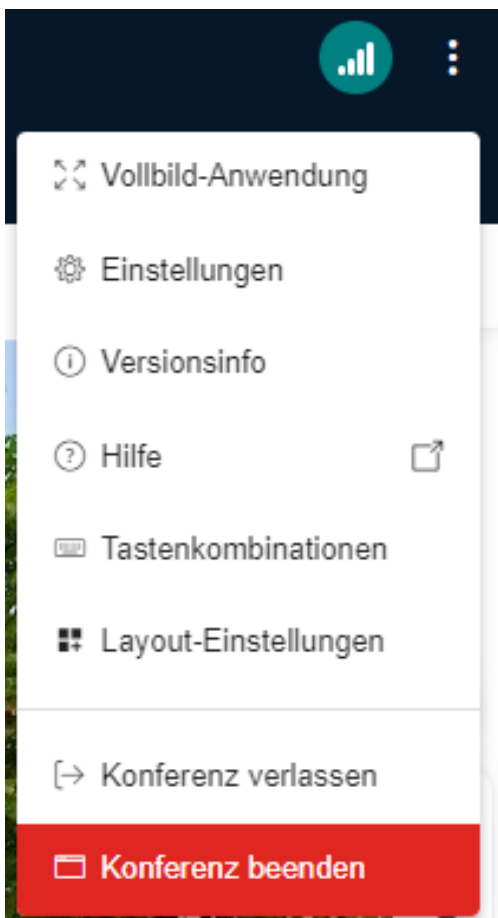 Vollbild-Anwendung
Einstellungen
Versionsinfo
Hilfe
Tastenkombinationen
Layout-Einstellungen
Konferenz verlassen
Konferenz beenden